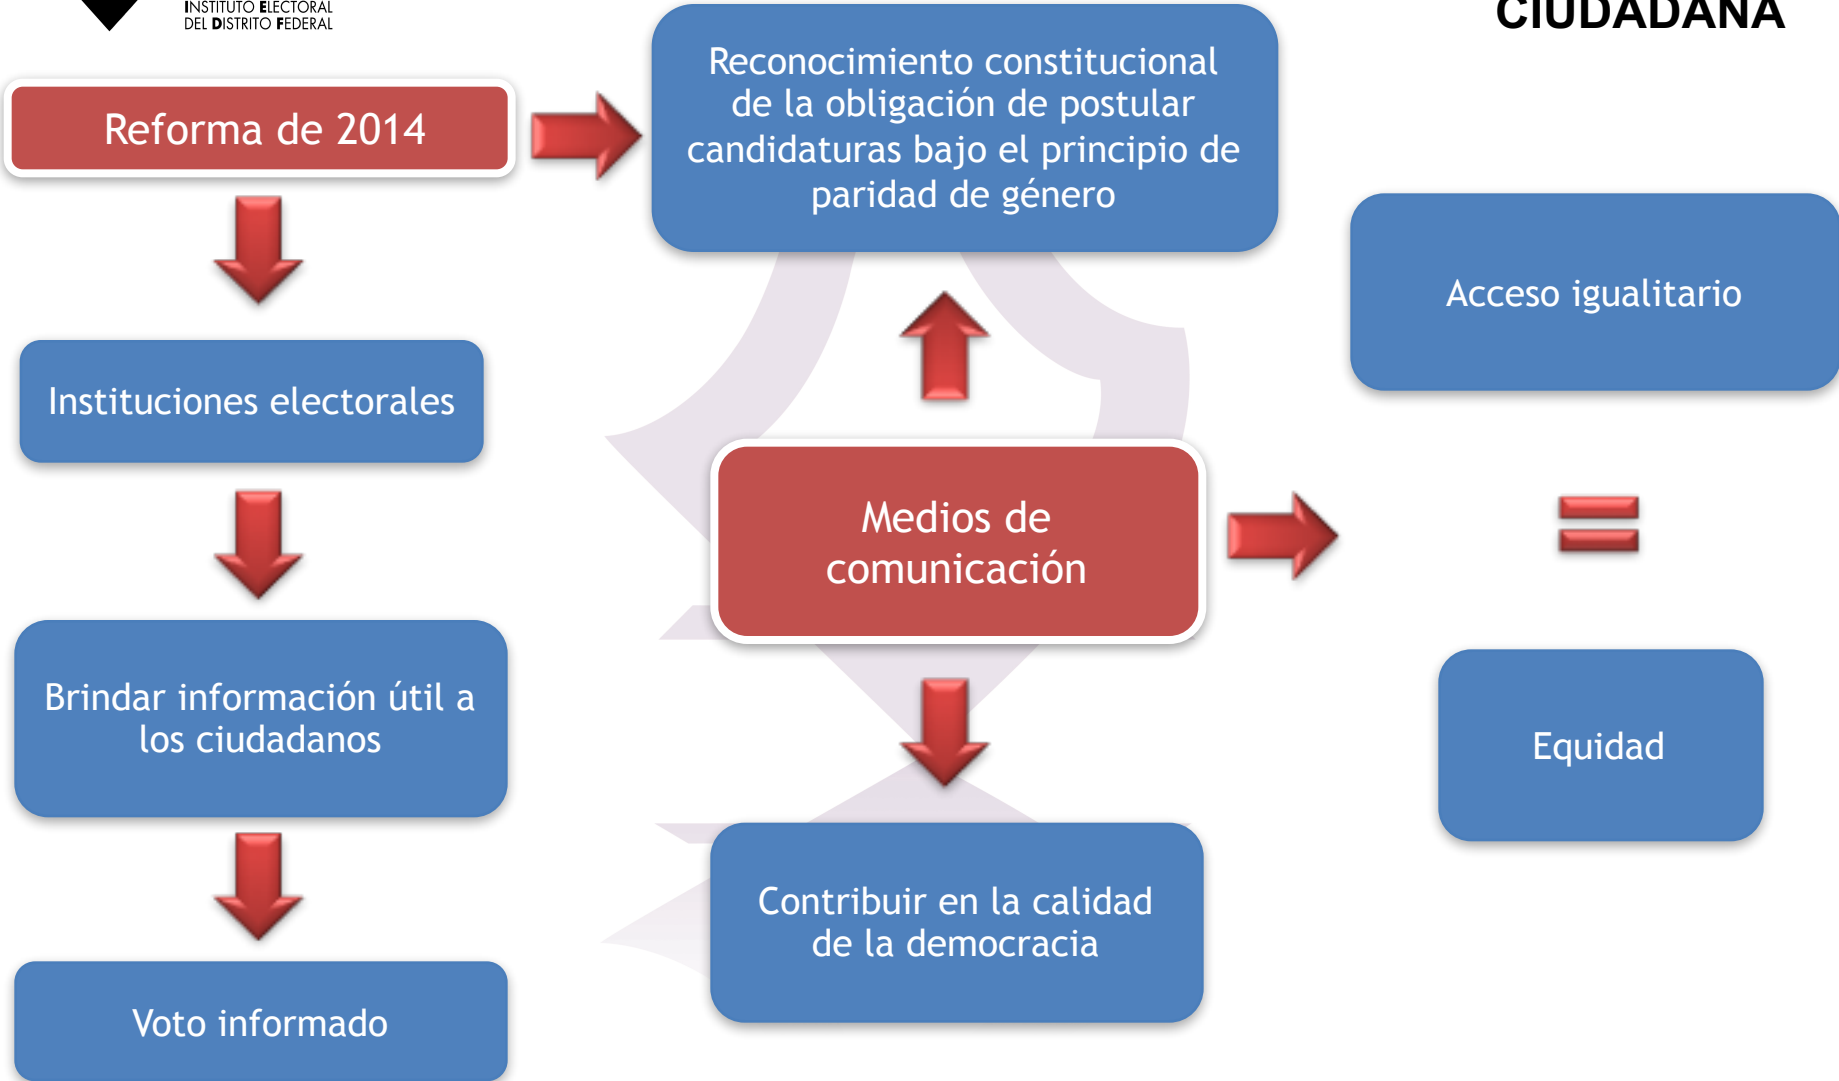 INSTITUTO ELECTORAL
DEL DISTRITO FEDERAL
CIUDADANA
Reforma de 2014
Reconocimiento constitucional
de la obligación de postular
candidaturas bajo el principio de
paridad de género
Acceso igualitario
Instituciones electorales
Medios de
comunicación
=
Brindar información útil a
los ciudadanos
Equidad
Contribuir en la calidad
de la democracia
Voto informado